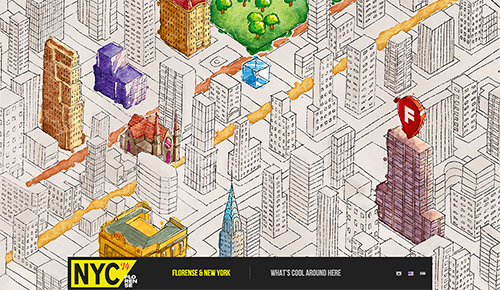 F
NYC
FLO
REN
SE
FLORENSE & NEW YORK
WHAT'S COOL AROUND HERE